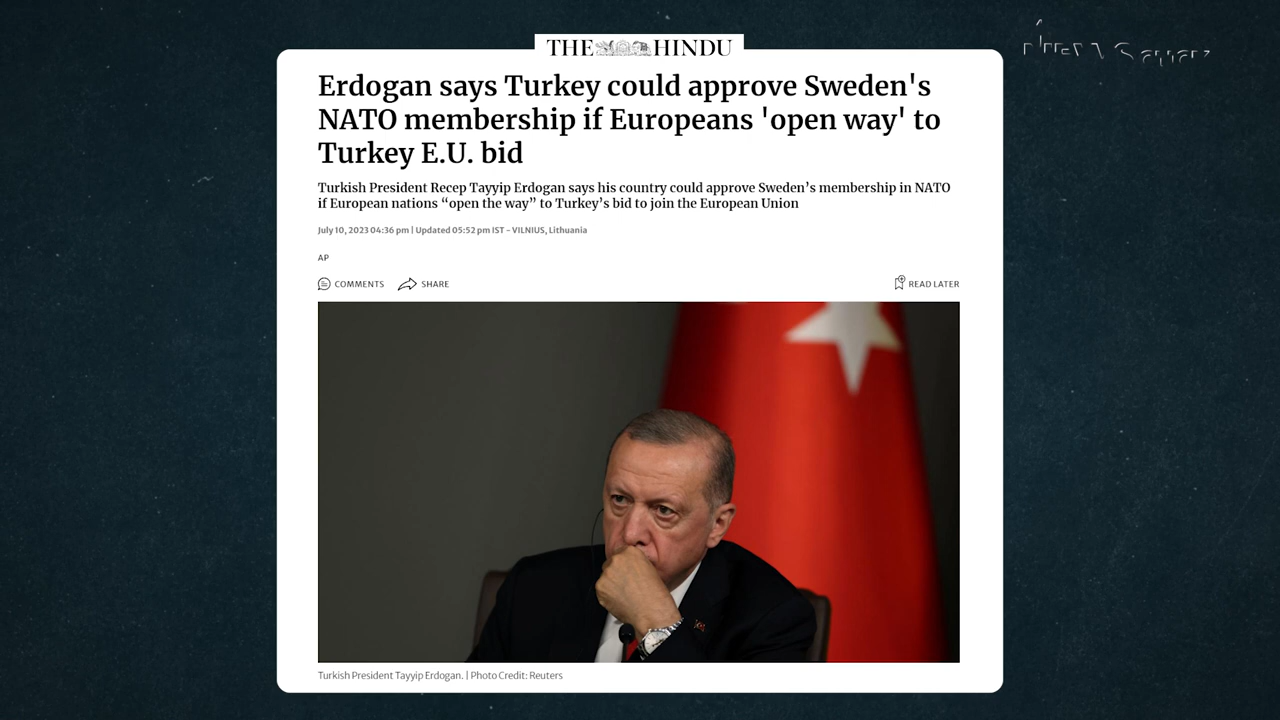 THE HINDU
Erdogan says Turkey could approve Sweden's
NATO membership if Europeans 'open way' to
Turkey E.U. bid
Turkish President Recep Tayyip Erdogan says his country could approve Sweden’s membership in NATO
if European nations “open the way” to Turkey’s bid to join the European Union
July 10, 2023 04:36 pm | Updated 05:52 pm IST - VILNIUS, Lithuania
AP
COMMENTS SHARE READ LATER
Turkish President Tayyip Erdogan. | Photo Credit: Reuters